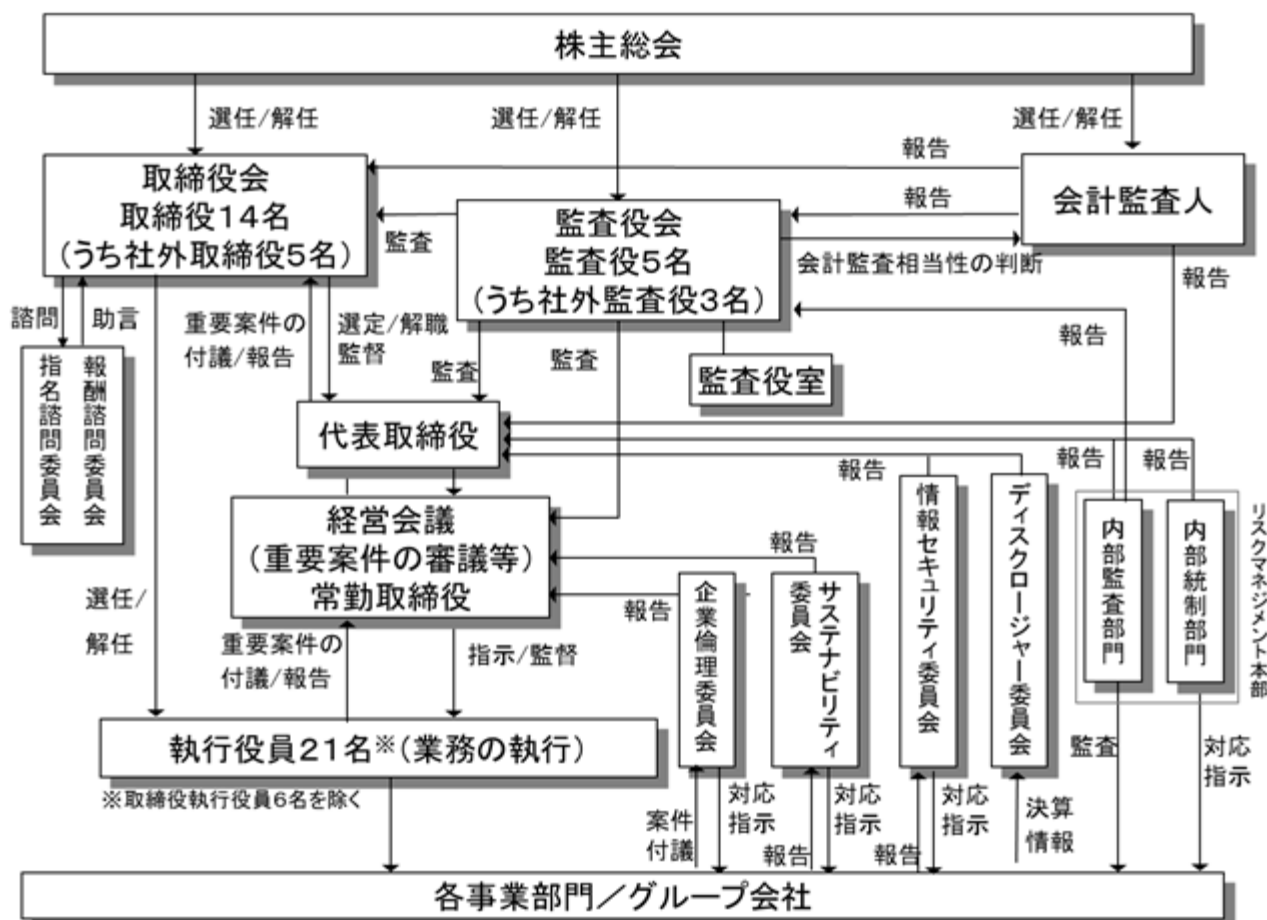 株主総会
選任/解任
選任/解任
選任/解任
取締役会
取締役14名
(うち社外取締役5名)
報告
報告
会計監査人
監査
監査役会
監査役5名
(うち社外監査役3名)
会計監査相当性の判断
報告
諮問
助言
重要案件の
付議/報告
選定/解職
監督
監査
監査
監査役室
報告
指名諮問委員会
報酬諮問委員会
代表取締役
報告
報告
報告
経営会議
(重要案件の審議等)
常勤取締役
報告
報告
企業倫理委員会
サステナビリティ
委員会
情報セキュリティ委員会
ディスクロージャー委員会
内部監査部門
内部統制部門
リスクマネジメント本部
選任/
解任
重要案件の
付議/報告
指示/監督
執行役員21名※(業務の執行)
※取締役執行役員6名を除く
案件
付議
対応
指示
報告
対応
指示
報告
対応
指示
決算
情報
監査
対応
指示
各事業部門/グループ会社